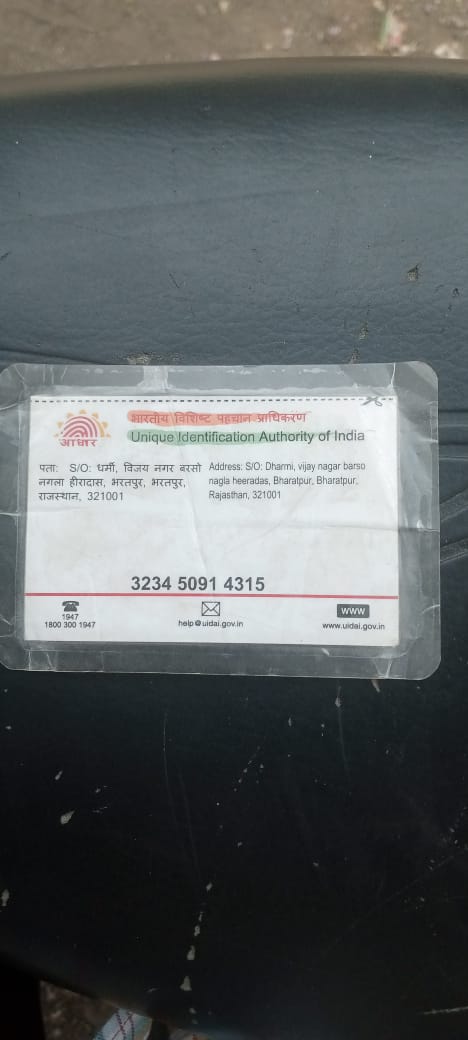 भारतीय विशिष्ट पहचान प्राधिकरण
Unique Identification Authority of India
आधार
पता: S/O: धर्मी, विजय नगर बरसो
नगला हीरादास, भरतपुर, भरतपुर,
राजस्थान, 321001
Address: S/O: Dharmi, vijay nagar barso
nagla heeradas, Bharatpur, Bharatpur,
Rajasthan, 321001
3234 5091 4315
1947
1800 300 1947
help@uidai.gov.in
WWW
www.uidai.gov.in